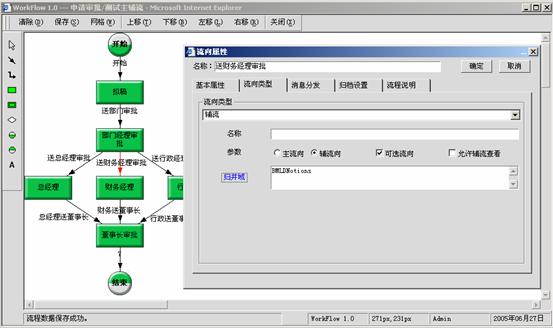 WorkFlow 1.0 --- 申请审批/测试主辅流 - Microsoft Internet Explorer
清除(D) 保存(S) 网格(W) 上移(P) 下移(D) 左移(L) 右移(R) 关闭(X)
开始
开始
拟稿
送部门审批
部门经理审批
送总经理审批 送财务经理审批 送行政经
总经理 财务经理 行
总经理送董事长 财务送董事长 行政送董事
董事长审批
?
结束
A
流向属性
名称: 送财务经理审批 确定 取消
基本属性 流向类型 消息分发 归档设置 流程说明
流向类型
辅流
名称
参数 主流向 辅流向 可选流向 允许辅流查看
归并域 BWLDNotions
流程数据保存成功。 WorkFlow 1.0 271px,231px Admin 2005年06月27日